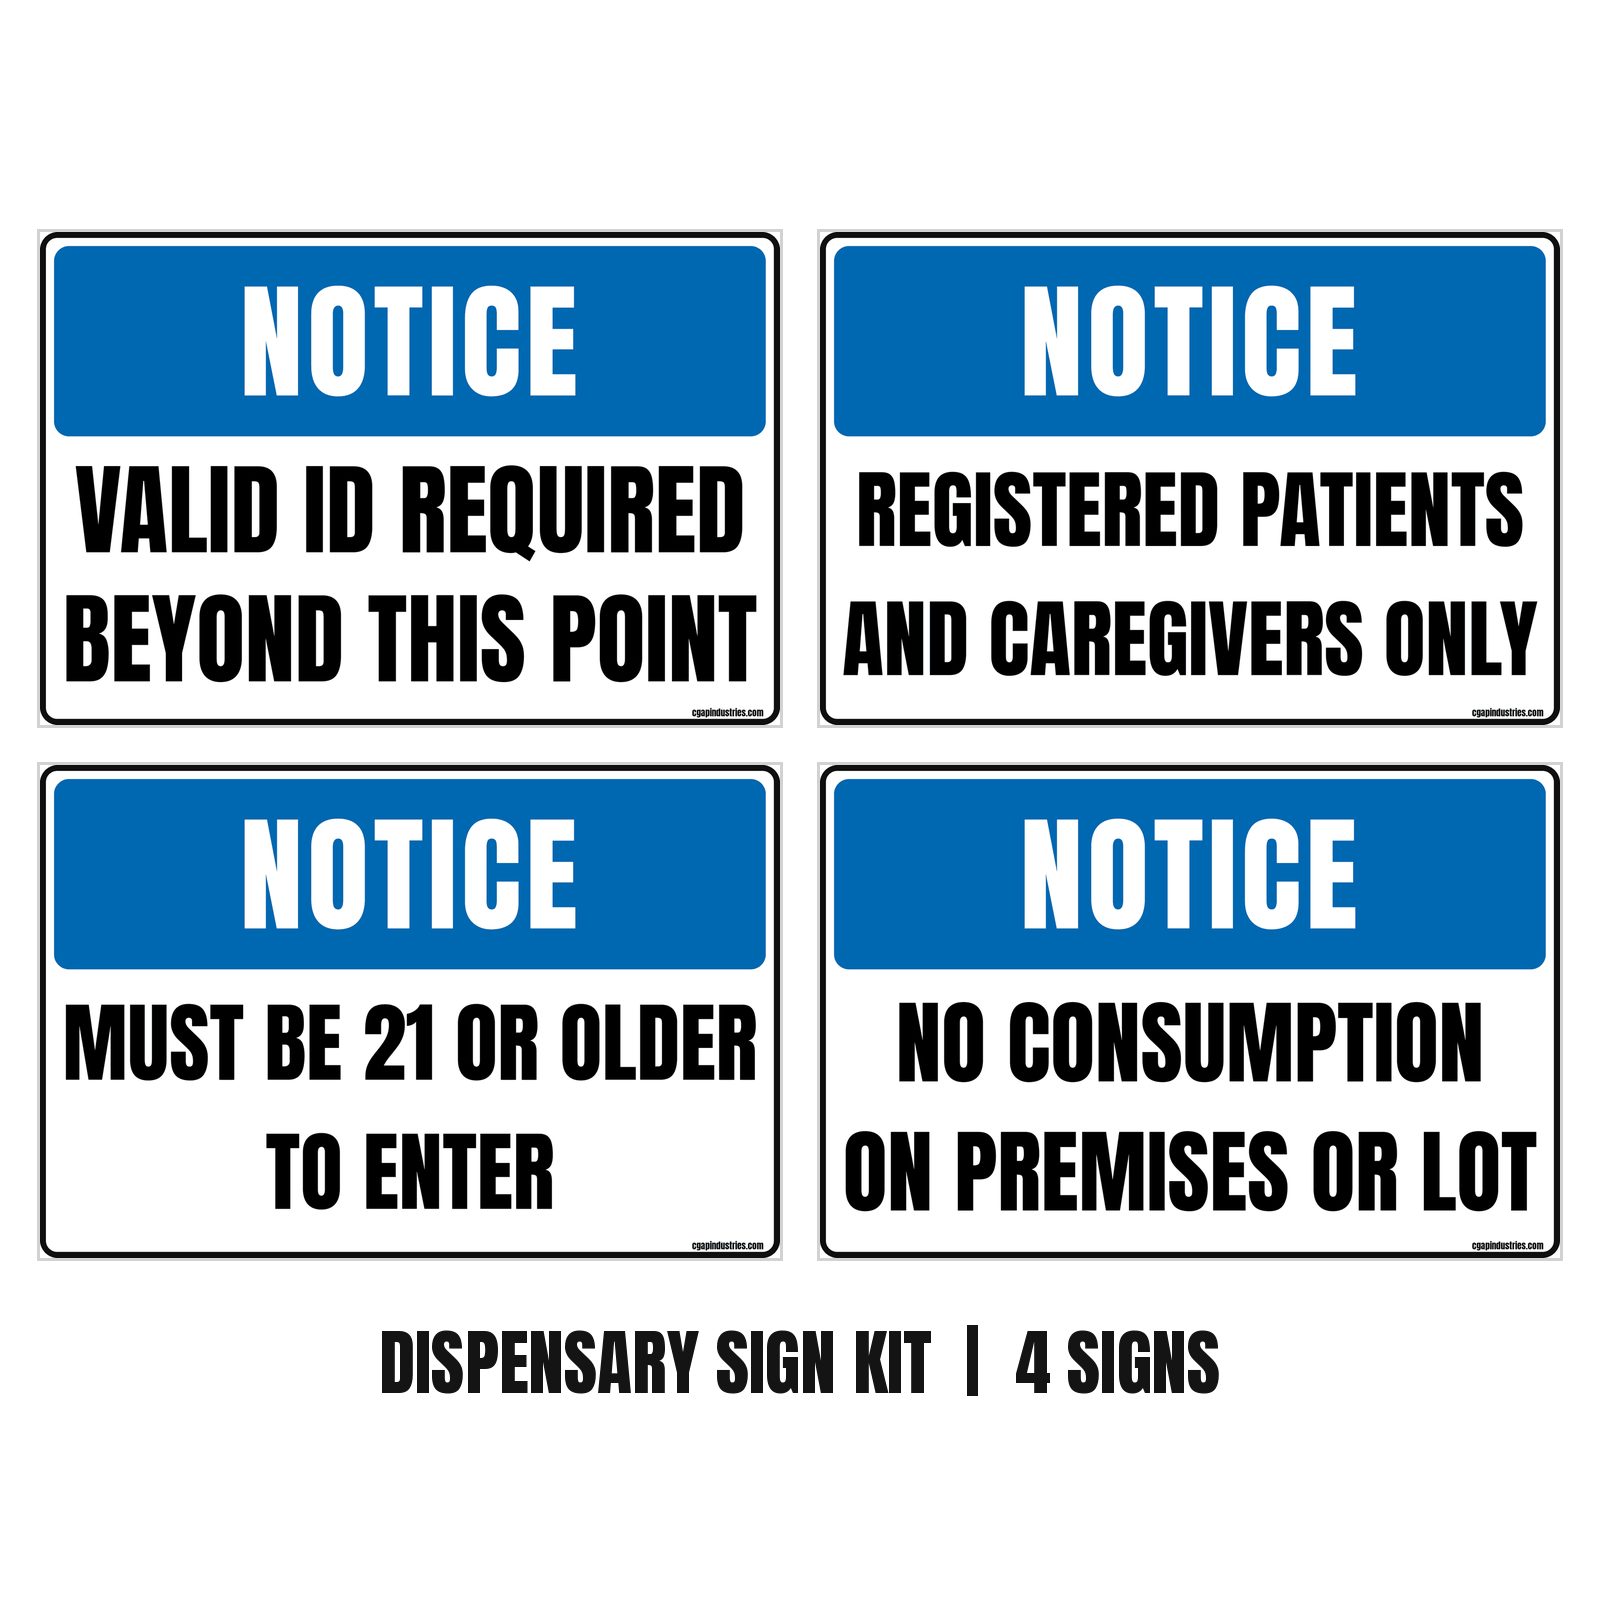 NOTICE
VALID ID REQUIRED
BEYOND THIS POINT
cgapindustries.com
NOTICE
REGISTERED PATIENTS
AND CAREGIVERS ONLY
cgapindustries.com
NOTICE
MUST BE 21 OR OLDER
TO ENTER
cgapindustries.com
NOTICE
NO CONSUMPTION
ON PREMISES OR LOT
cgapindustries.com
DISPENSARY SIGN KIT | 4 SIGNS